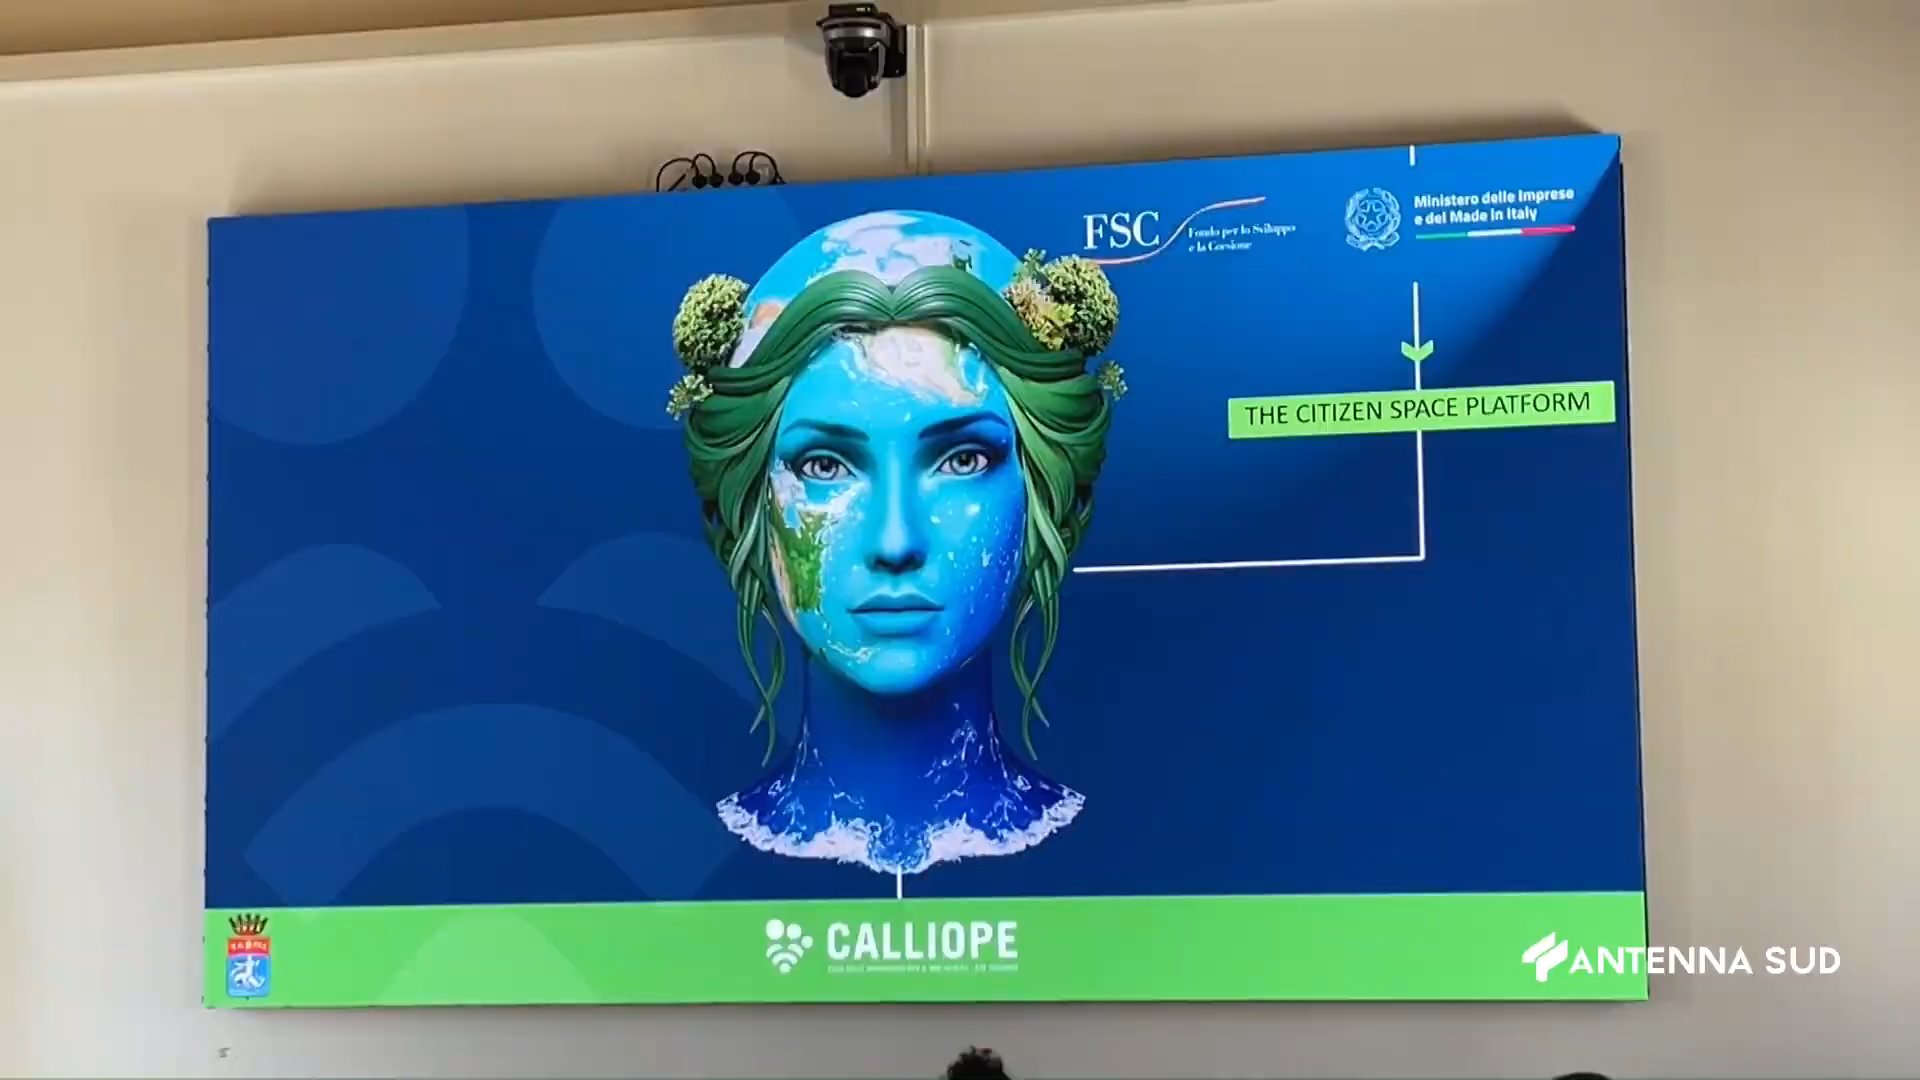 FSC
Fondo per lo Sviluppo
e la Coesione
Ministero delle Imprese
e del Made in Italy
THE CITIZEN SPACE PLATFORM
CALLIOPE
ANTENNA SUD